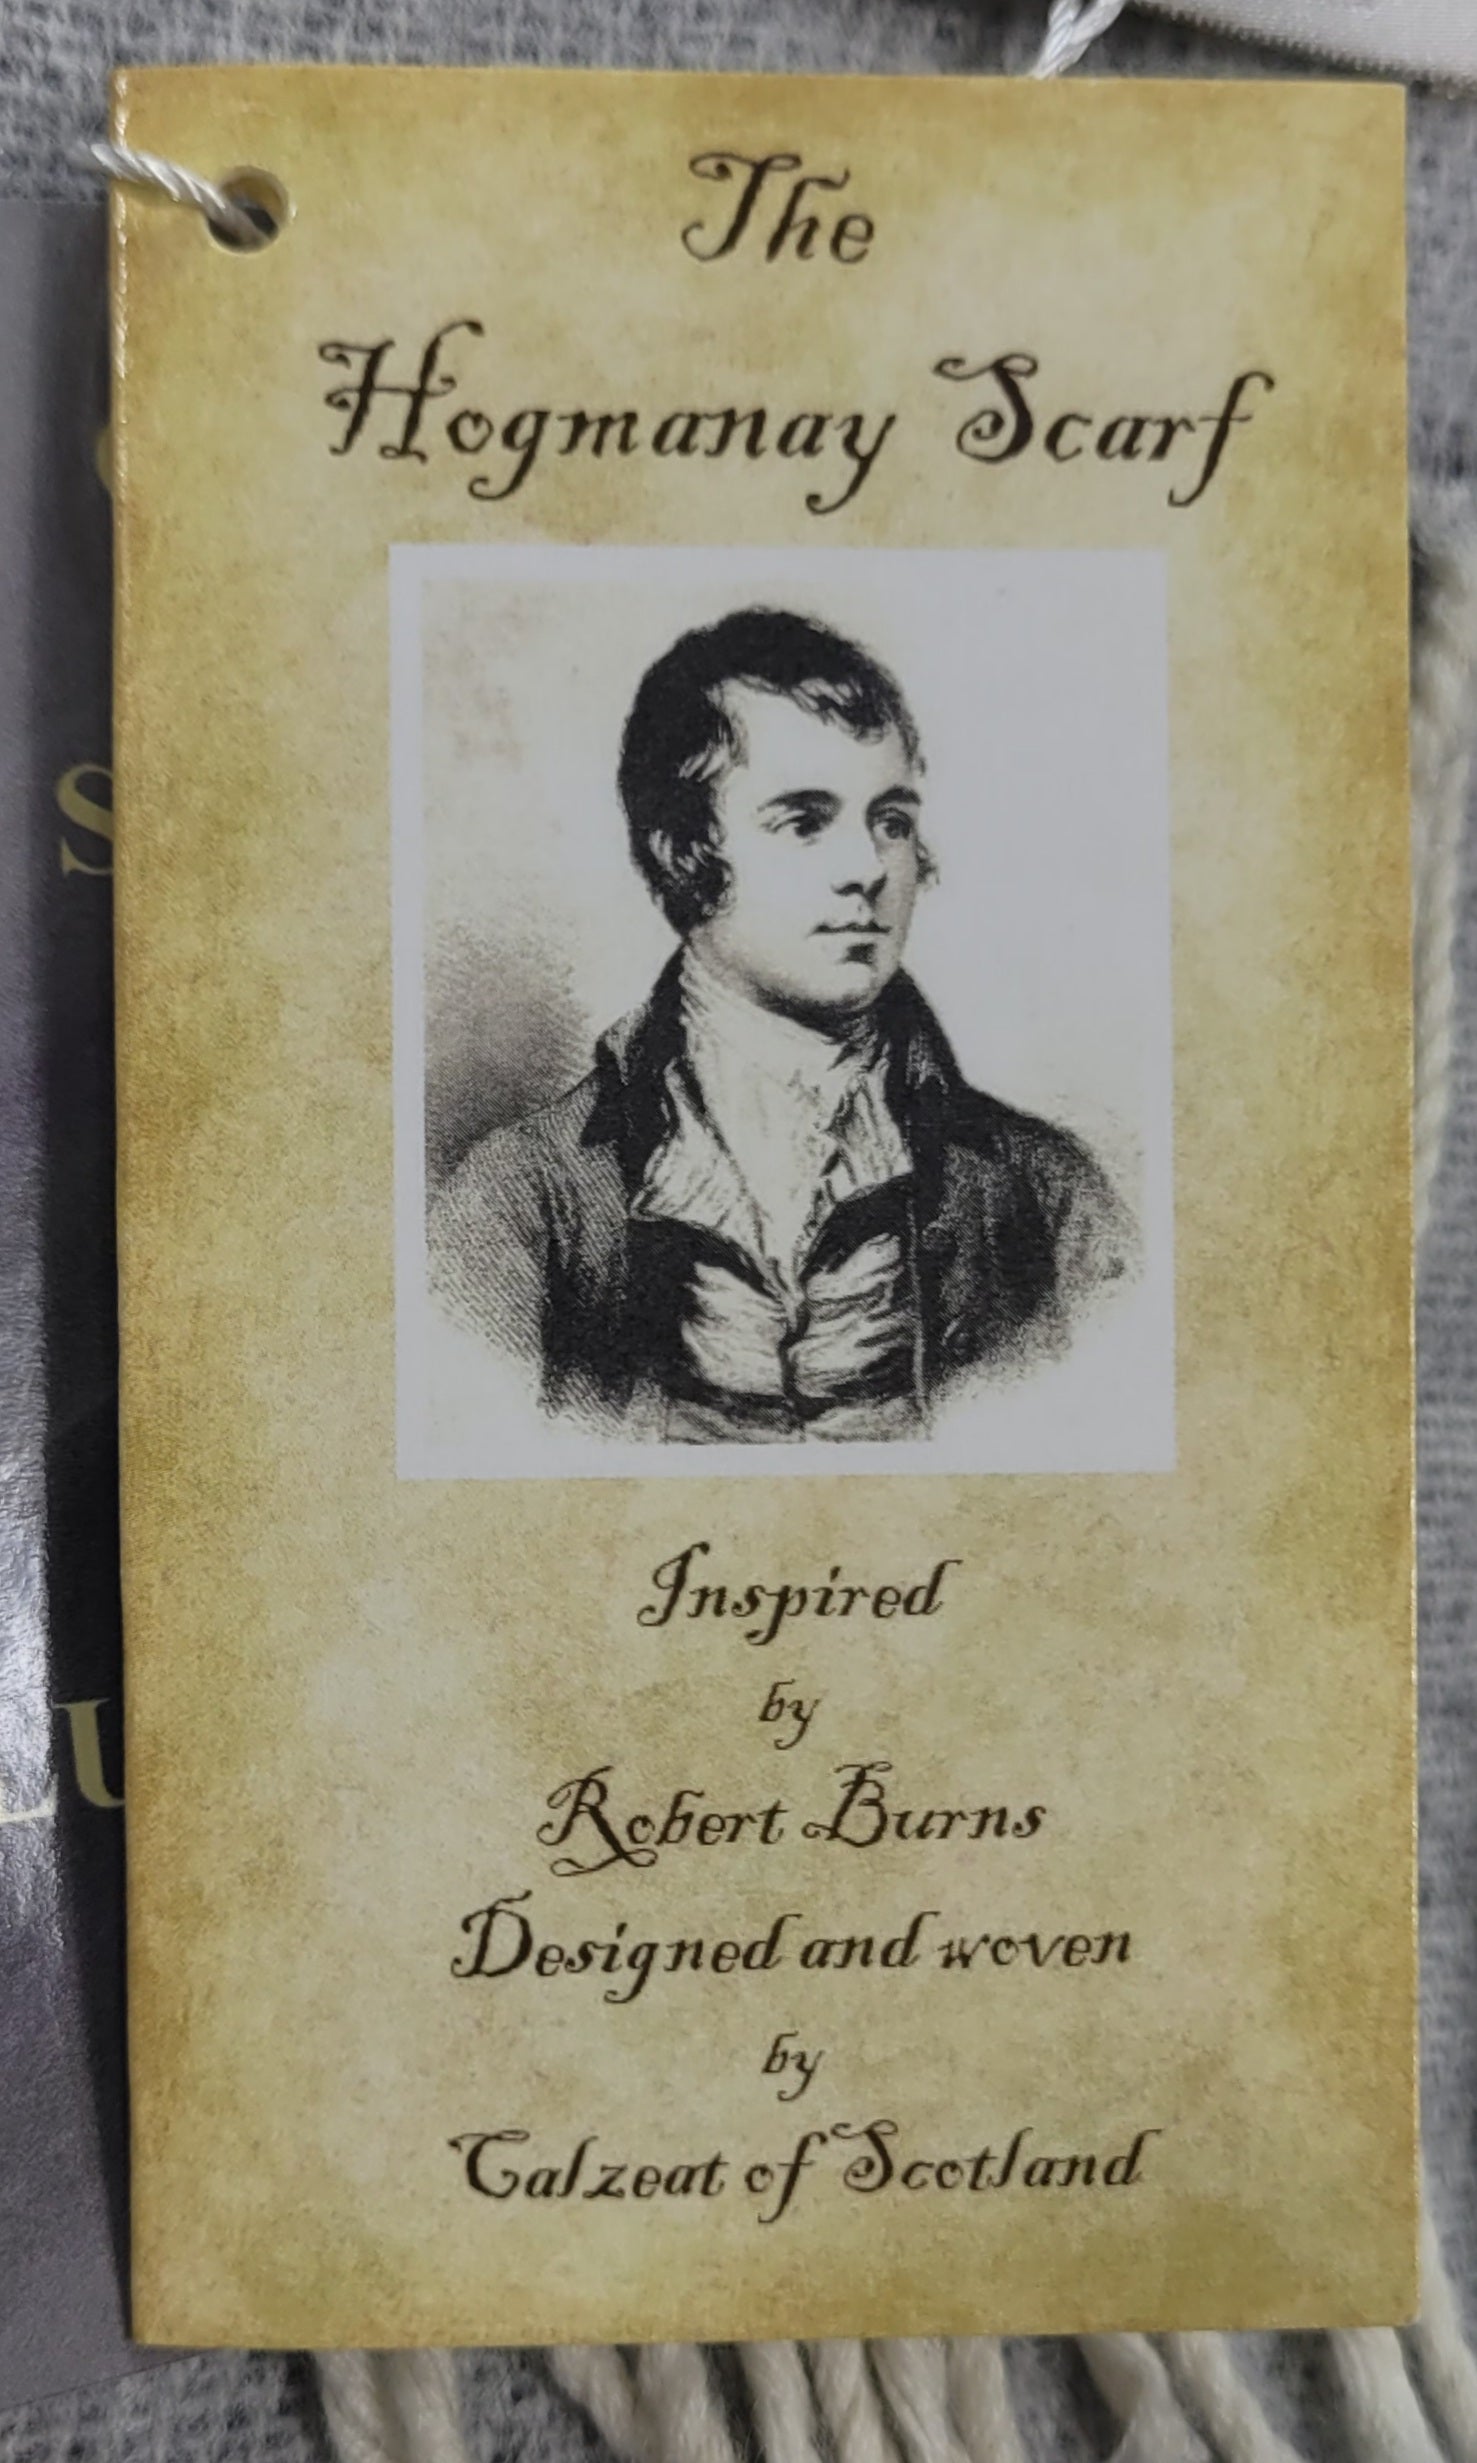 The
Hogmanay Scarf
Inspired
by
Robert Burns
Designed and woven
by
Calzeat of Scotland